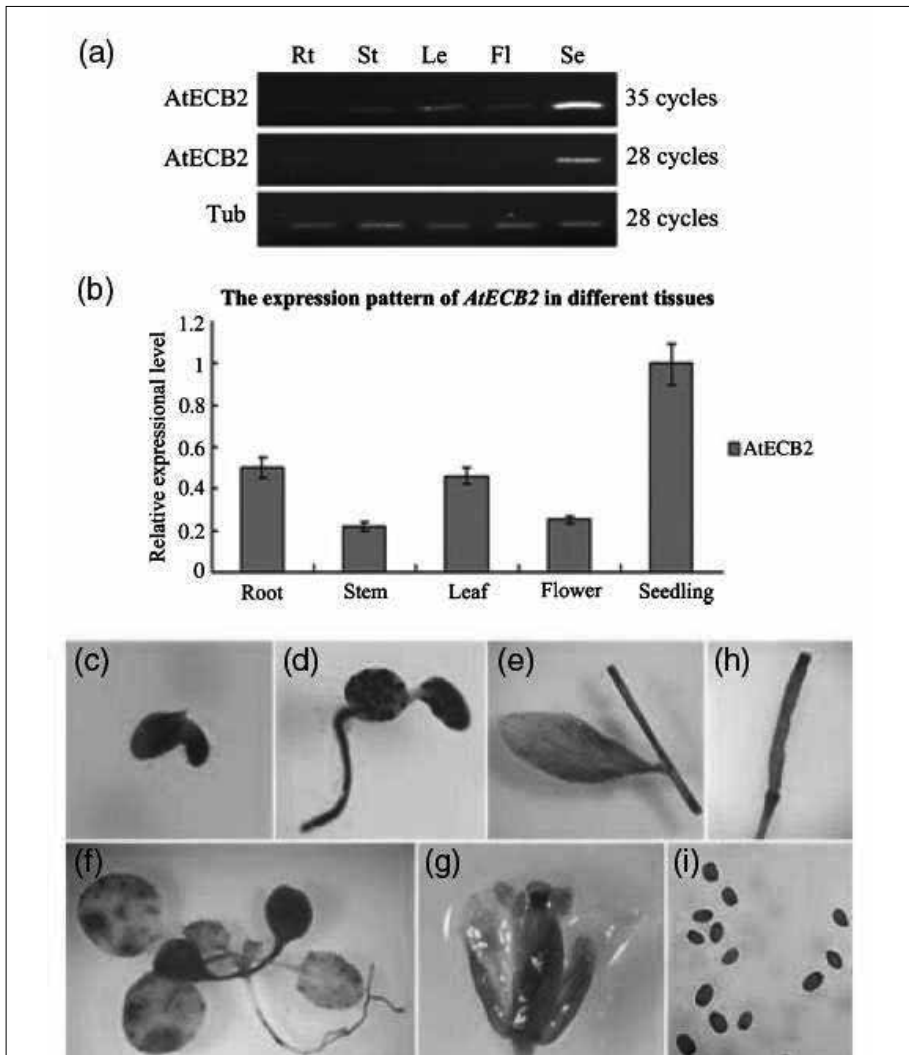 (a)
Rt St Le Fl Se
AtECB2 35 cycles
AtECB2 28 cycles
Tub 28 cycles
(b)
The expression pattern of AtECB2 in different tissues
Relative expressional level
1.2
1
0.8
0.6
0.4
0.2
0
Root Stem Leaf Flower Seedling
AtECB2
(c) (d) (e) (h)
(f) (g) (i)